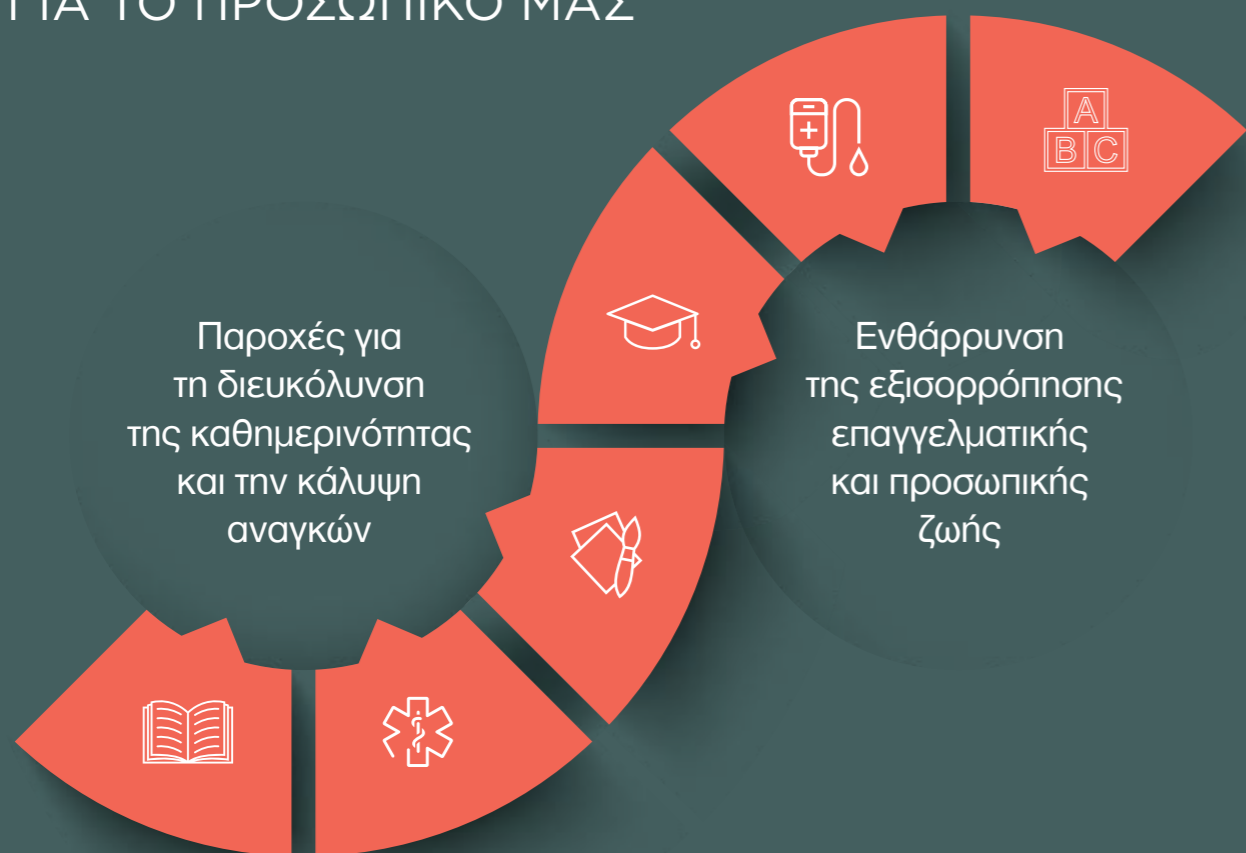 ΓΙΑ ΤΟ ΠΡΟΣΩΠΙΚΟ ΜΑΣ
A
B C
Παροχές για
τη διευκόλυνση
της καθημερινότητας
και την κάλυψη
αναγκών
Ενθάρρυνση
της εξισορρόπησης
επαγγελματικής
και προσωπικής
ζωής